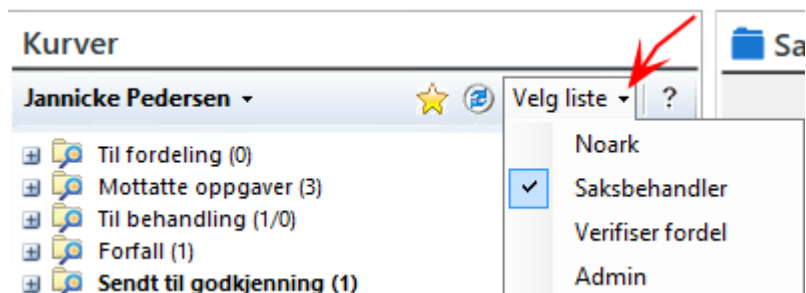 Kurver
Sa
Jannicke Pedersen
Velg liste
?
Til fordeling (0)
Mottatte oppgaver (3)
Til behandling (1/0)
Forfall (1)
Sendt til godkjenning (1)
Noark
Saksbehandler
Verifiser fordel
Admin